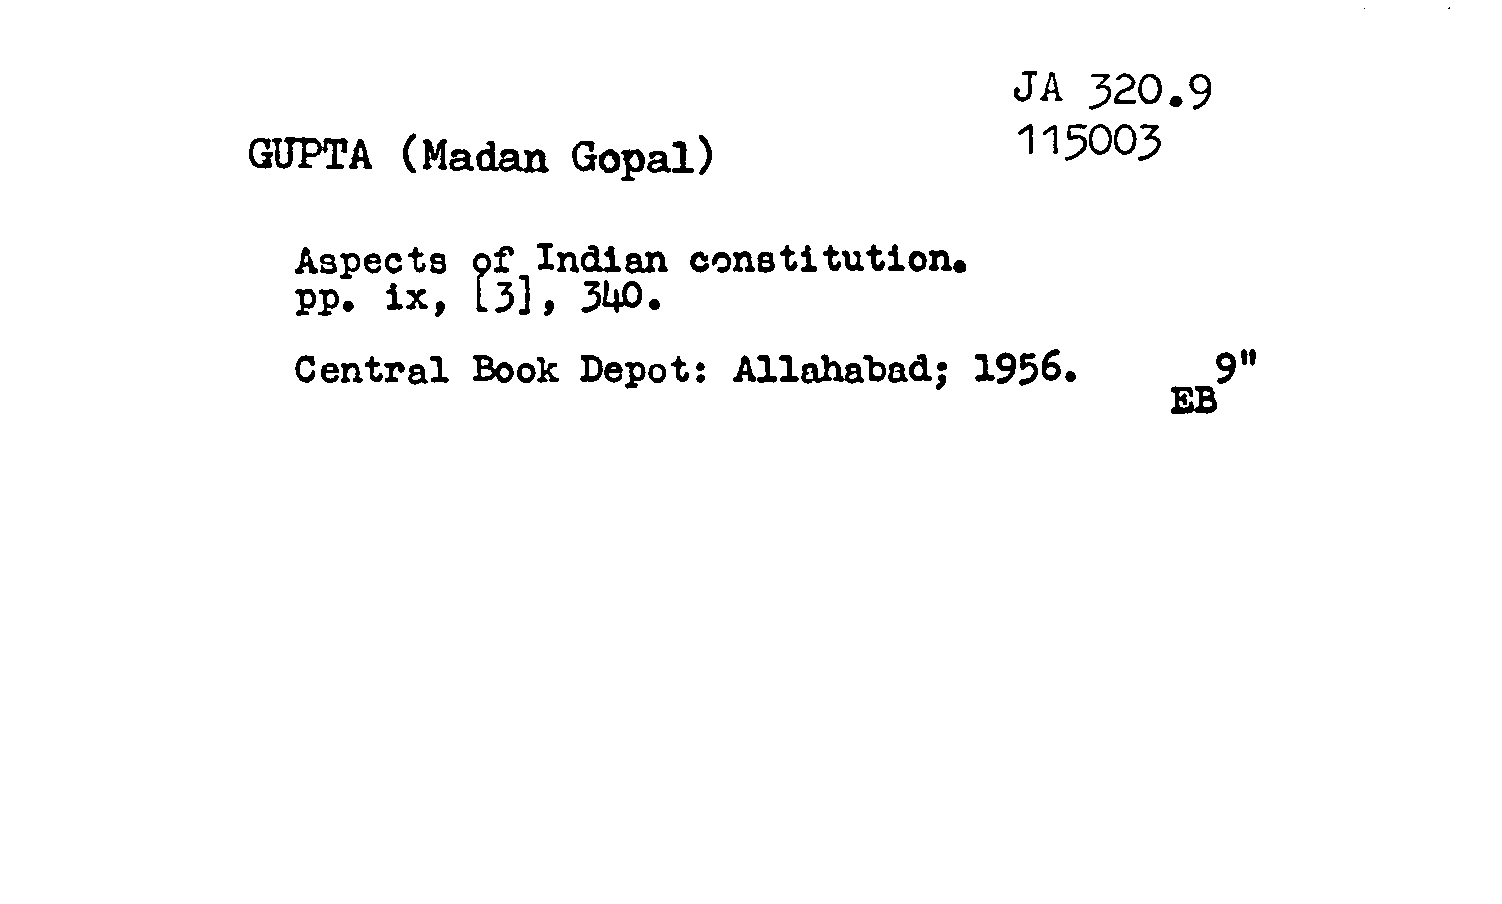 JA 320.9
115003
GUPTA (Madan Gopal)
Aspects of Indian constitution.
pp. ix, [3], 340.
Central Book Depot: Allahabad; 1956. 9"
EB